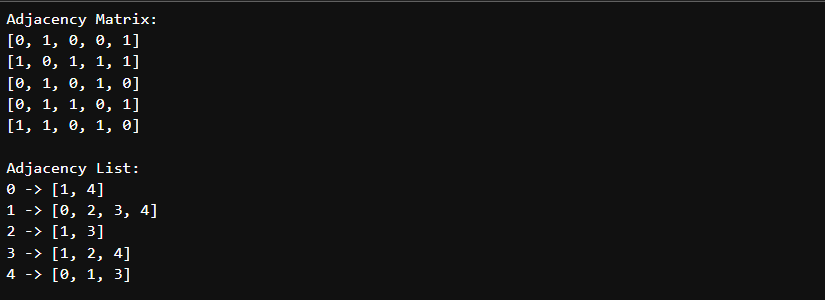 Adjacency Matrix:
[0, 1, 0, 0, 1]
[1, 0, 1, 1, 1]
[0, 1, 0, 1, 0]
[0, 1, 1, 0, 1]
[1, 1, 0, 1, 0]
Adjacency List:
0 -> [1, 4]
1 -> [0, 2, 3, 4]
2 -> [1, 3]
3 -> [1, 2, 4]
4 -> [0, 1, 3]